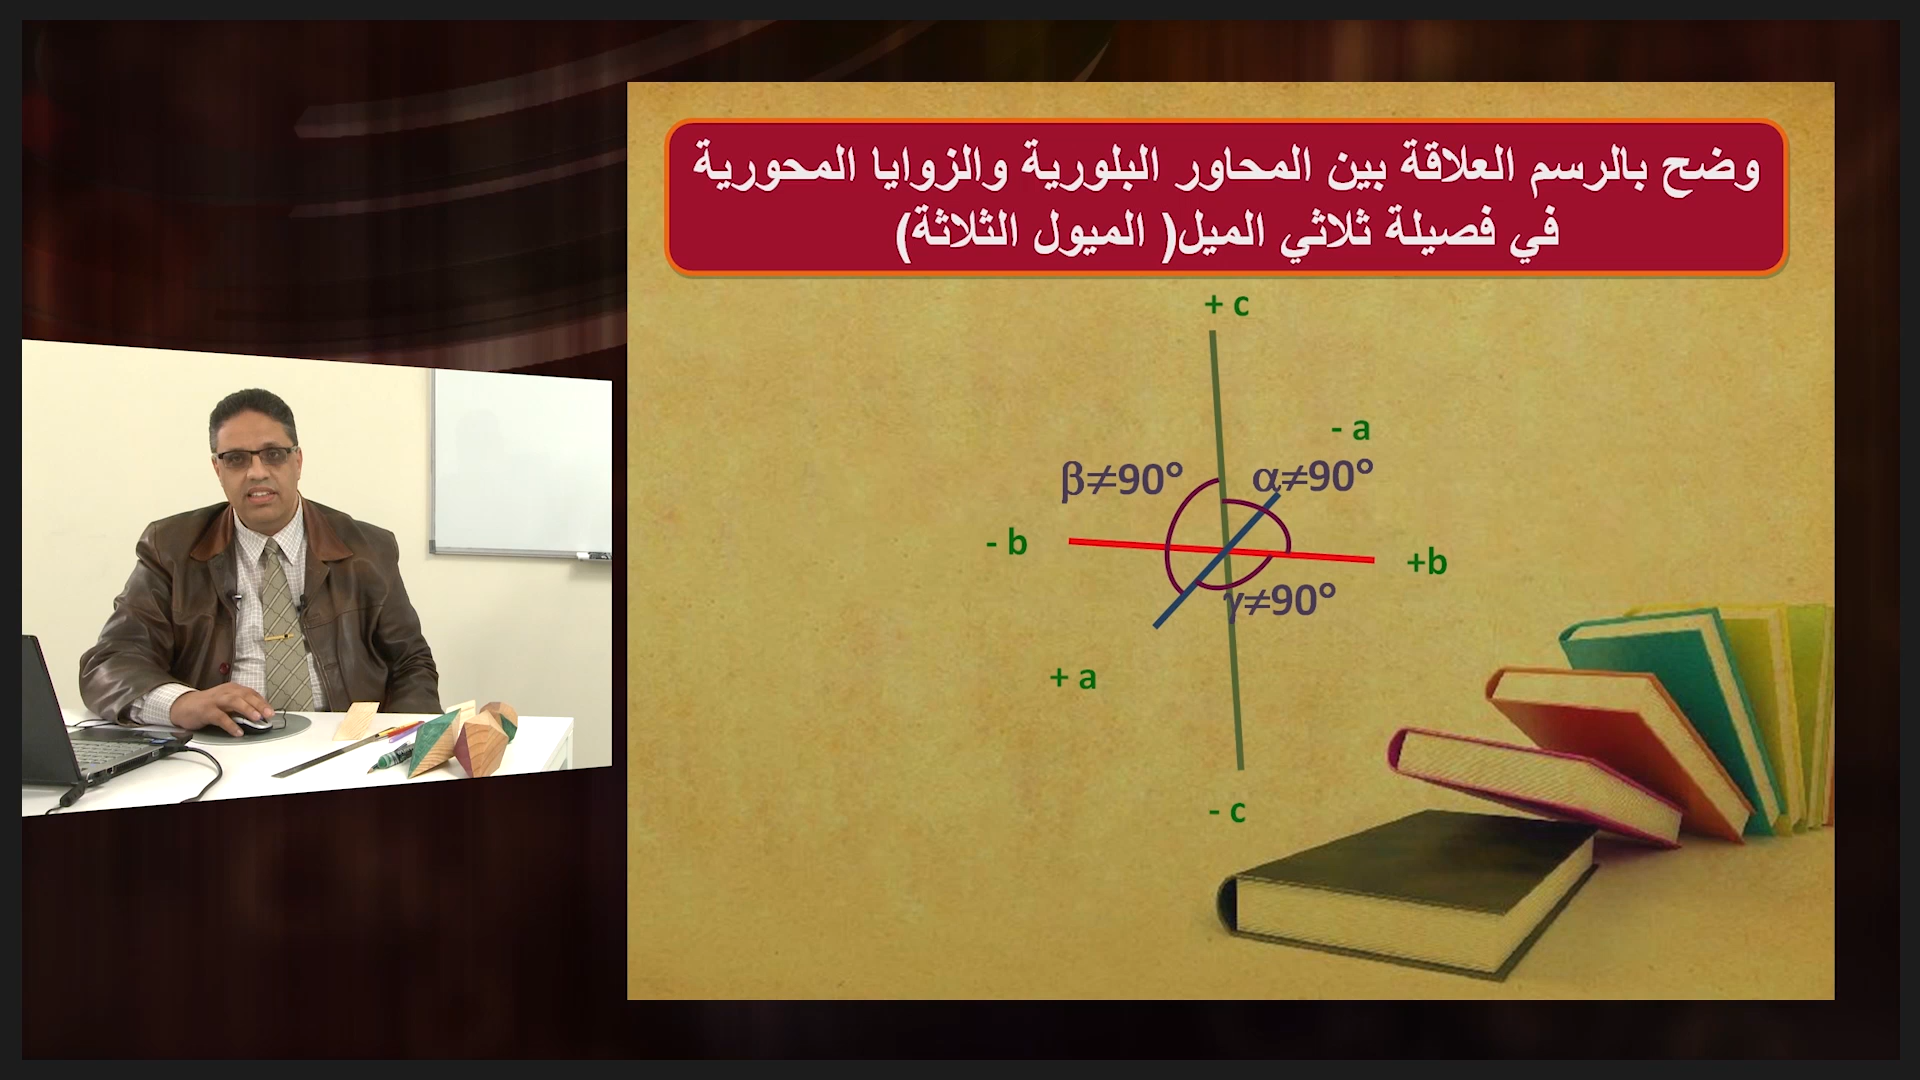 وضح بالرسم العلاقة بين المحاور البلورية والزوايا المحورية
في فصيلة ثلاثي الميل( الميول الثلاثة)
+ c
- a
β≠90°
α≠90°
- b
+b
γ≠90°
+ a
- c